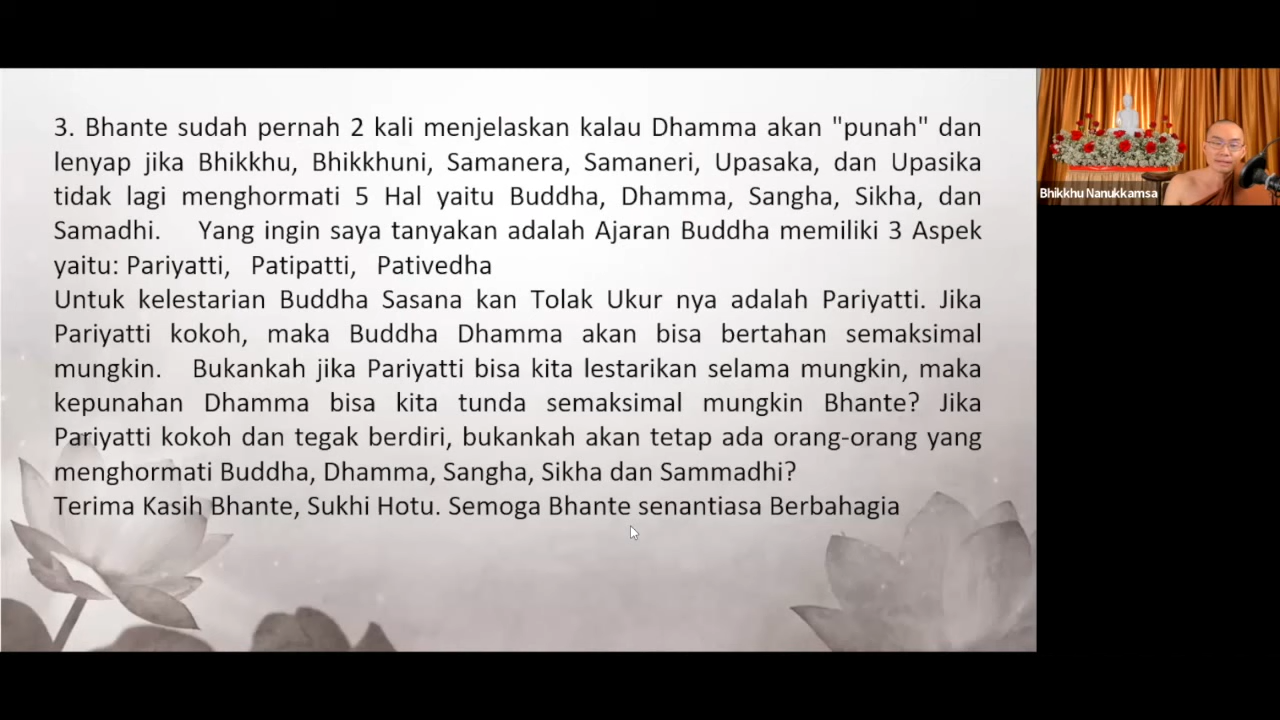 3. Bhante sudah pernah 2 kali menjelaskan kalau Dhamma akan "punah" dan
lenyap jika Bhikkhu, Bhikkhuni, Samanera, Samaneri, Upasaka, dan Upasika
tidak lagi menghormati 5 Hal yaitu Buddha, Dhamma, Sangha, Sikha, dan
Samadhi. Yang ingin saya tanyakan adalah Ajaran Buddha memiliki 3 Aspek
yaitu: Pariyatti, Patipatti, Pativedha
Untuk kelestarian Buddha Sasana kan Tolak Ukur nya adalah Pariyatti. Jika
Pariyatti kokoh, maka Buddha Dhamma akan bisa bertahan semaksimal
mungkin. Bukankah jika Pariyatti bisa kita lestarikan selama mungkin, maka
kepunahan Dhamma bisa kita tunda semaksimal mungkin Bhante? Jika
Pariyatti kokoh dan tegak berdiri, bukankah akan tetap ada orang-orang yang
menghormati Buddha, Dhamma, Sangha, Sikha dan Sammadhi?
Terima Kasih Bhante, Sukhi Hotu. Semoga Bhante senantiasa Berbahagia
Bhikkhu Nanukkamsa